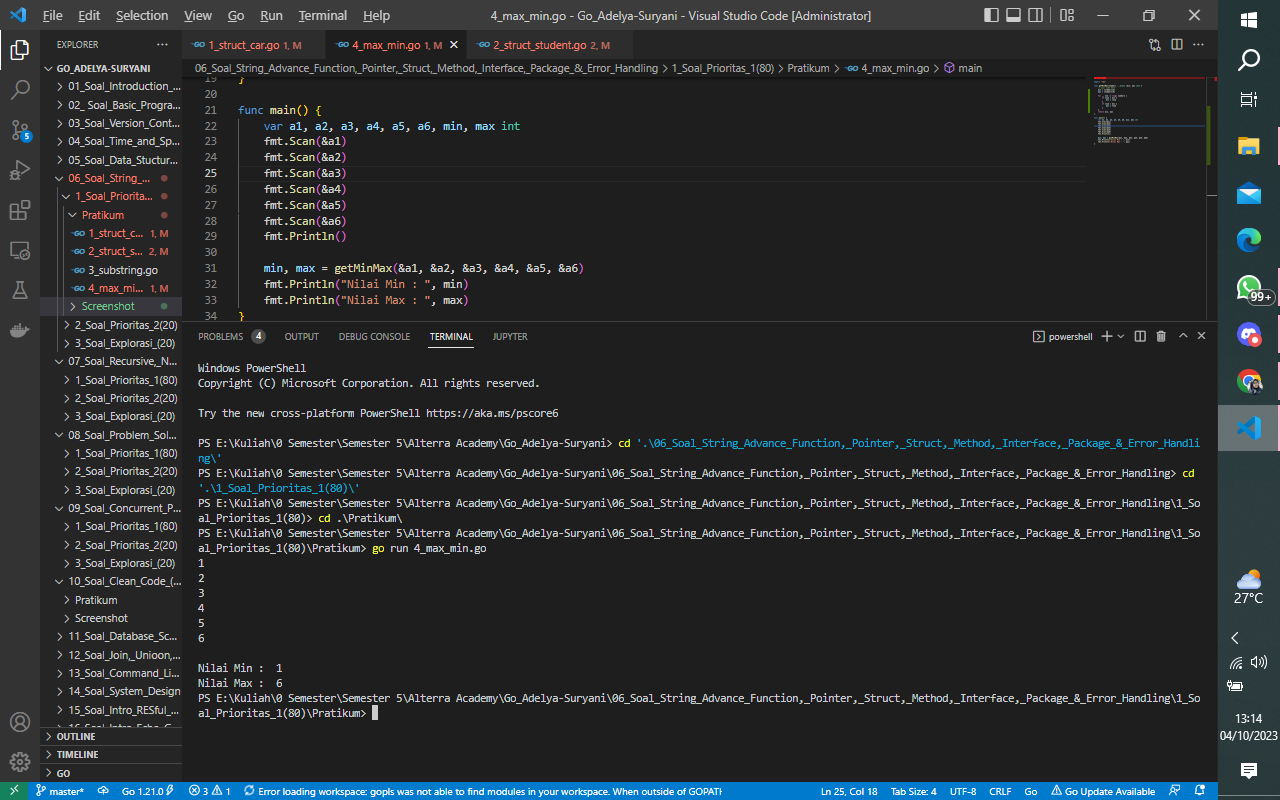 File Edit Selection View Go Run Terminal Help
4_max_min.go - Go_Adelya-Suryani - Visual Studio Code [Administrator]
EXPLORER
1_struct_car.go 1, M
4_max_min.go 1, M
2_struct_student.go 2, M
06_Soal_String_Advance_Function,_Pointer,_Struct,_Method,_Interface,_Package_&_Error_Handling > 1_Soal_Prioritas_1(80) > Pratikum > 4_max_min.go > main
GO_ADELYA-SURYANI
01_Soal_Introduction_...
02_ Soal_Basic_Progra...
03_Soal_Version_Cont...
04_Soal_Time_and_Sp...
05_Soal_Data_Stuctur...
06_Soal_String_...
1_Soal_Priorita...
Pratikum
1_struct_c... 1, M
2_struct_s... 2, M
3_substring.go
4_max_mi... 1, M
Screenshot
2_Soal_Prioritas_2(20)
3_Soal_Explorasi_(20)
07_Soal_Recursive,_N...
1_Soal_Prioritas_1(80)
2_Soal_Prioritas_2(20)
3_Soal_Explorasi_(20)
08_Soal_Problem_Sol...
1_Soal_Prioritas_1(80)
2_Soal_Prioritas_2(20)
3_Soal_Explorasi_(20)
09_Soal_Concurrent_P...
1_Soal_Prioritas_1(80)
2_Soal_Prioritas_2(20)
3_Soal_Explorasi_(20)
10_Soal_Clean_Code_(...
Pratikum
Screenshot
11_Soal_Database_Sc...
12_Soal_Join,_Unioon,...
13_Soal_Command_Li...
14_Soal_System_Design
15_Soal_Intro_RESful_...
OUTLINE
TIMELINE
GO
19 }
20
21 func main() {
22 var a1, a2, a3, a4, a5, a6, min, max int
23 fmt.Scan(&a1)
24 fmt.Scan(&a2)
25 fmt.Scan(&a3)
26 fmt.Scan(&a4)
27 fmt.Scan(&a5)
28 fmt.Scan(&a6)
29 fmt.Println()
30
31 min, max = getMinMax(&a1, &a2, &a3, &a4, &a5, &a6)
32 fmt.Println("Nilai Min : ", min)
33 fmt.Println("Nilai Max : ", max)
34 }
PROBLEMS 4 OUTPUT DEBUG CONSOLE TERMINAL JUPYTER
powershell
Windows PowerShell
Copyright (C) Microsoft Corporation. All rights reserved.
Try the new cross-platform PowerShell https://aka.ms/pscore6
PS E:\Kuliah\0 Semester\Semester 5\Alterra Academy\Go_Adelya-Suryani> cd '.\06_Soal_String_Advance_Function,_Pointer,_Struct,_Method,_Interface,_Package_&_Error_Handli
ng\'
PS E:\Kuliah\0 Semester\Semester 5\Alterra Academy\Go_Adelya-Suryani\06_Soal_String_Advance_Function,_Pointer,_Struct,_Method,_Interface,_Package_&_Error_Handling> cd
'.\1_Soal_Prioritas_1(80)\'
PS E:\Kuliah\0 Semester\Semester 5\Alterra Academy\Go_Adelya-Suryani\06_Soal_String_Advance_Function,_Pointer,_Struct,_Method,_Interface,_Package_&_Error_Handling\1_So
al_Prioritas_1(80)> cd .\Pratikum\
PS E:\Kuliah\0 Semester\Semester 5\Alterra Academy\Go_Adelya-Suryani\06_Soal_String_Advance_Function,_Pointer,_Struct,_Method,_Interface,_Package_&_Error_Handling\1_So
al_Prioritas_1(80)\Pratikum> go run 4_max_min.go
1
2
3
4
5
6
Nilai Min :  1
Nilai Max :  6
PS E:\Kuliah\0 Semester\Semester 5\Alterra Academy\Go_Adelya-Suryani\06_Soal_String_Advance_Function,_Pointer,_Struct,_Method,_Interface,_Package_&_Error_Handling\1_So
al_Prioritas_1(80)\Pratikum>
master* Go 1.21.0 3 1 Error loading workspace: gopls was not able to find modules in your workspace. When outside of GOPATH
Ln 25, Col 18 Tab Size: 4 UTF-8 CRLF Go Go Update Available
5
99+
27°C
13:14
04/10/2023